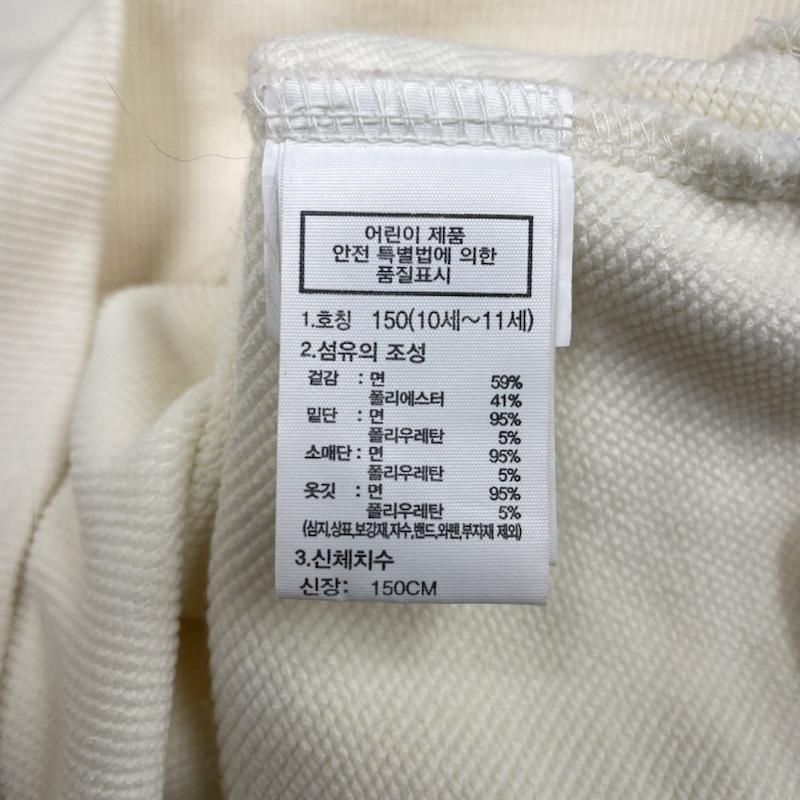 어린이 제품
안전 특별법에 의한
품질표시
1.호칭 150(10세~11세)
2.섬유의 조성
겉감 : 면 59%
폴리에스터 41%
밑단 : 면 95%
폴리우레탄 5%
소매단 : 면 95%
폴리우레탄 5%
옷깃 : 면 95%
폴리우레탄 5%
(심지,상표,보강재,자수,밴드,와펜,부자재 제외)
3.신체치수
신장: 150CM